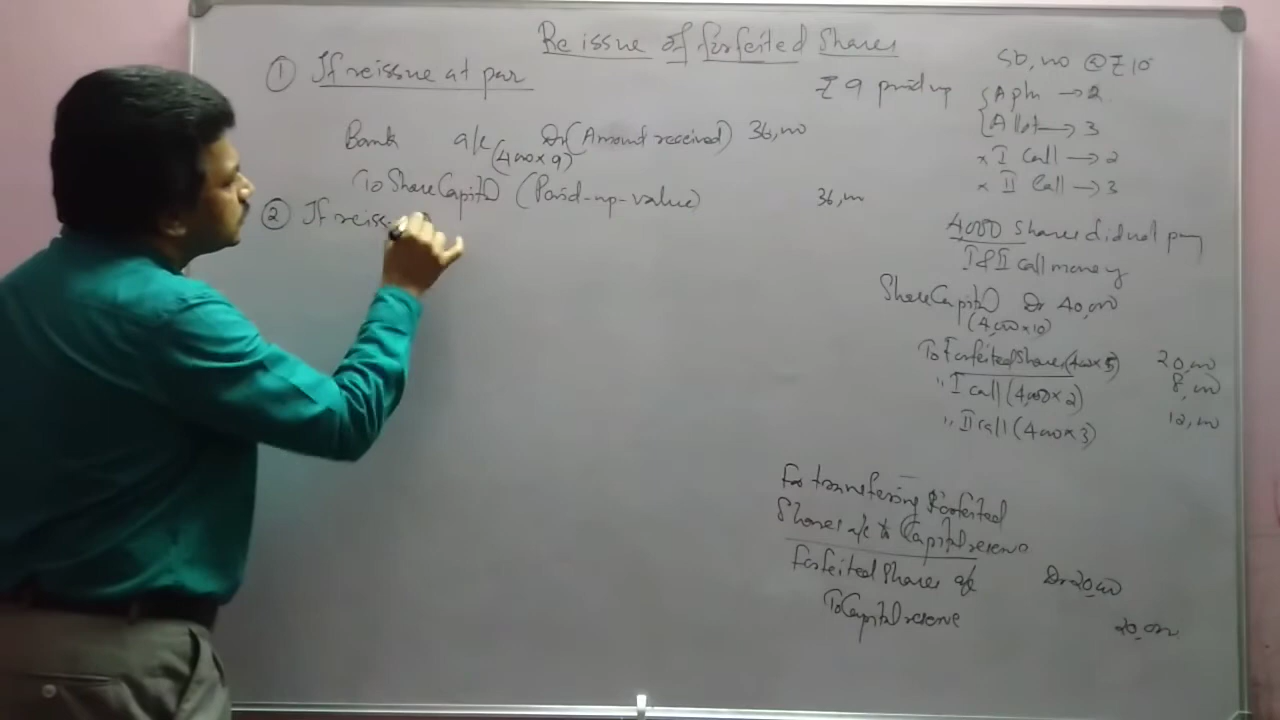 Reissue of forfeited Shares
① If reissue at par
Bank a/c Dr (Amount received) 36,000
(4000×9)
To Share Capital (Paid-up-value) 36,000
② If reiss
₹ 9 paid up
50,000 @ ₹ 10
Apln → 2
Allot → 3
× I Call → 2
× II Call → 3
4,000 Shares did not pay
I & II call money
Share Capital Dr 40,000
(4,000×10)
To Forfeited Shares (4000×5) 20,000
" I call (4,000×2) 8,000
" II call (4000×3) 12,000
For transfering Forfeited
Shares a/c to Capital reserve
Forfeited Shares a/c Dr 20,000
To Capital reserve 20,000